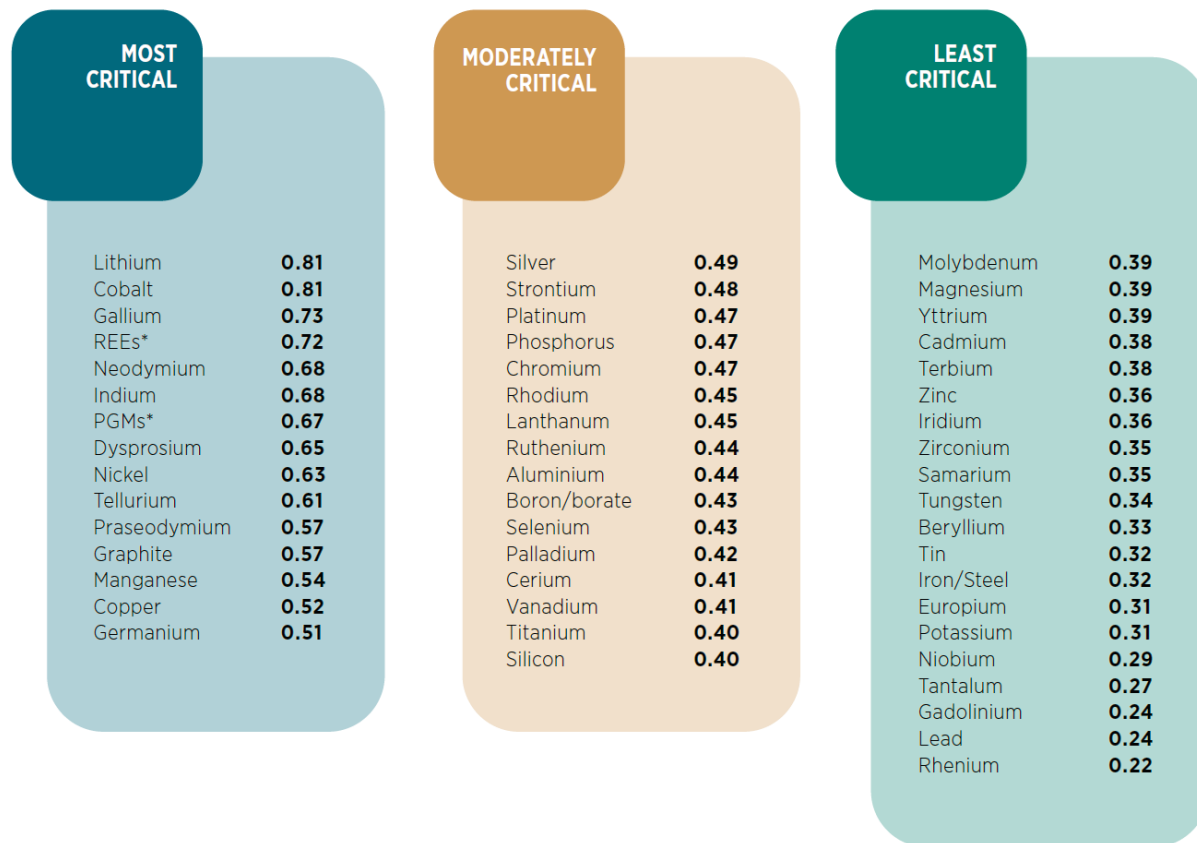 MOST
CRITICAL
Lithium 0.81
Cobalt 0.81
Gallium 0.73
REEs* 0.72
Neodymium 0.68
Indium 0.68
PGMs* 0.67
Dysprosium 0.65
Nickel 0.63
Tellurium 0.61
Praseodymium 0.57
Graphite 0.57
Manganese 0.54
Copper 0.52
Germanium 0.51
MODERATELY
CRITICAL
Silver 0.49
Strontium 0.48
Platinum 0.47
Phosphorus 0.47
Chromium 0.47
Rhodium 0.45
Lanthanum 0.45
Ruthenium 0.44
Aluminium 0.44
Boron/borate 0.43
Selenium 0.43
Palladium 0.42
Cerium 0.41
Vanadium 0.41
Titanium 0.40
Silicon 0.40
LEAST
CRITICAL
Molybdenum 0.39
Magnesium 0.39
Yttrium 0.39
Cadmium 0.38
Terbium 0.38
Zinc 0.36
Iridium 0.36
Zirconium 0.35
Samarium 0.35
Tungsten 0.34
Beryllium 0.33
Tin 0.32
Iron/Steel 0.32
Europium 0.31
Potassium 0.31
Niobium 0.29
Tantalum 0.27
Gadolinium 0.24
Lead 0.24
Rhenium 0.22